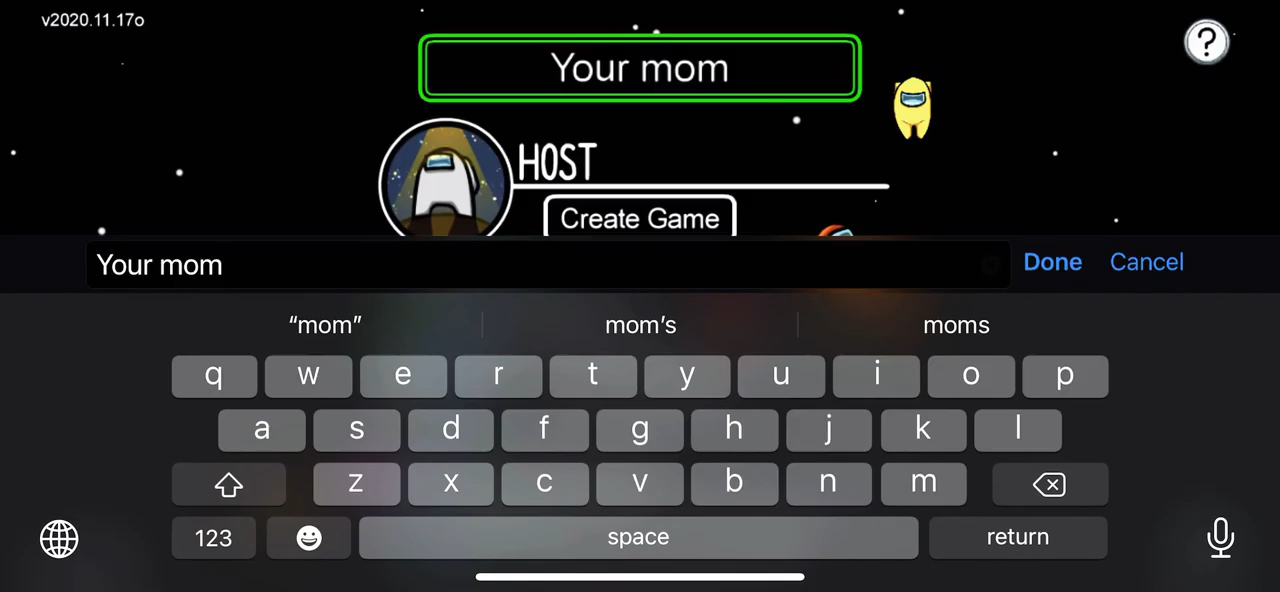 v2020.11.17o
?
Your mom
HOST
Create Game
Your mom
Done Cancel
“mom” mom’s moms
q w e r t y u i o p
a s d f g h j k l
z x c v b n m
123 space return